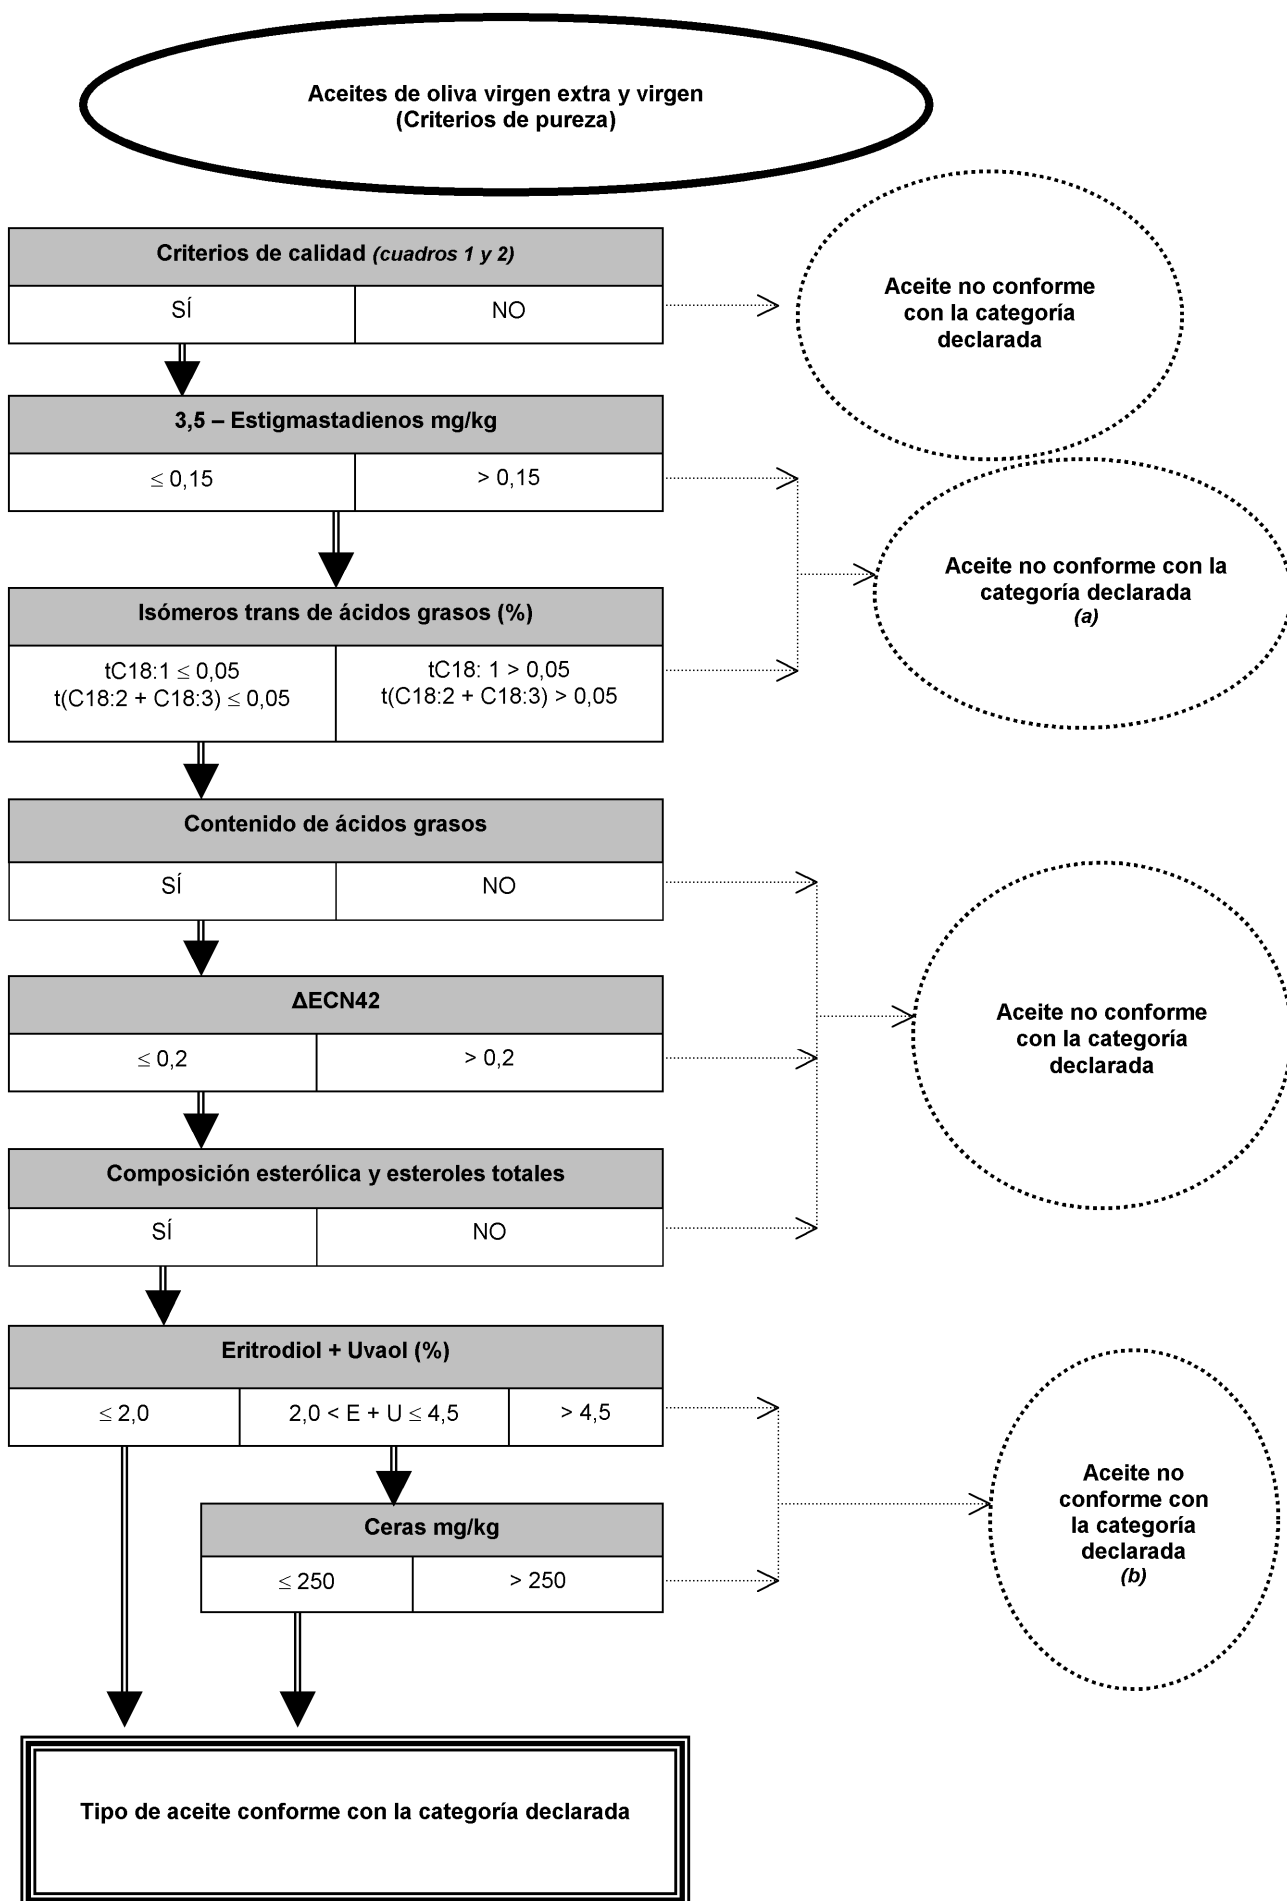 Aceites de oliva virgen extra y virgen
(Criterios de pureza)
Criterios de calidad (cuadros 1 y 2)
SÍ
NO
Aceite no conforme
con la categoría
declarada
3,5 – Estigmastadienos mg/kg
≤ 0,15
> 0,15
Aceite no conforme con la
categoría declarada
(a)
Isómeros trans de ácidos grasos (%)
tC18:1 ≤ 0,05
t(C18:2 + C18:3) ≤ 0,05
tC18: 1 > 0,05
t(C18:2 + C18:3) > 0,05
Contenido de ácidos grasos
SÍ
NO
ΔECN42
≤ 0,2
> 0,2
Aceite no conforme
con la categoría
declarada
Composición esterólica y esteroles totales
SÍ
NO
Eritrodiol + Uvaol (%)
≤ 2,0
2,0 < E + U ≤ 4,5
> 4,5
Ceras mg/kg
≤ 250
> 250
Aceite no
conforme con
la categoría
declarada
(b)
Tipo de aceite conforme con la categoría declarada